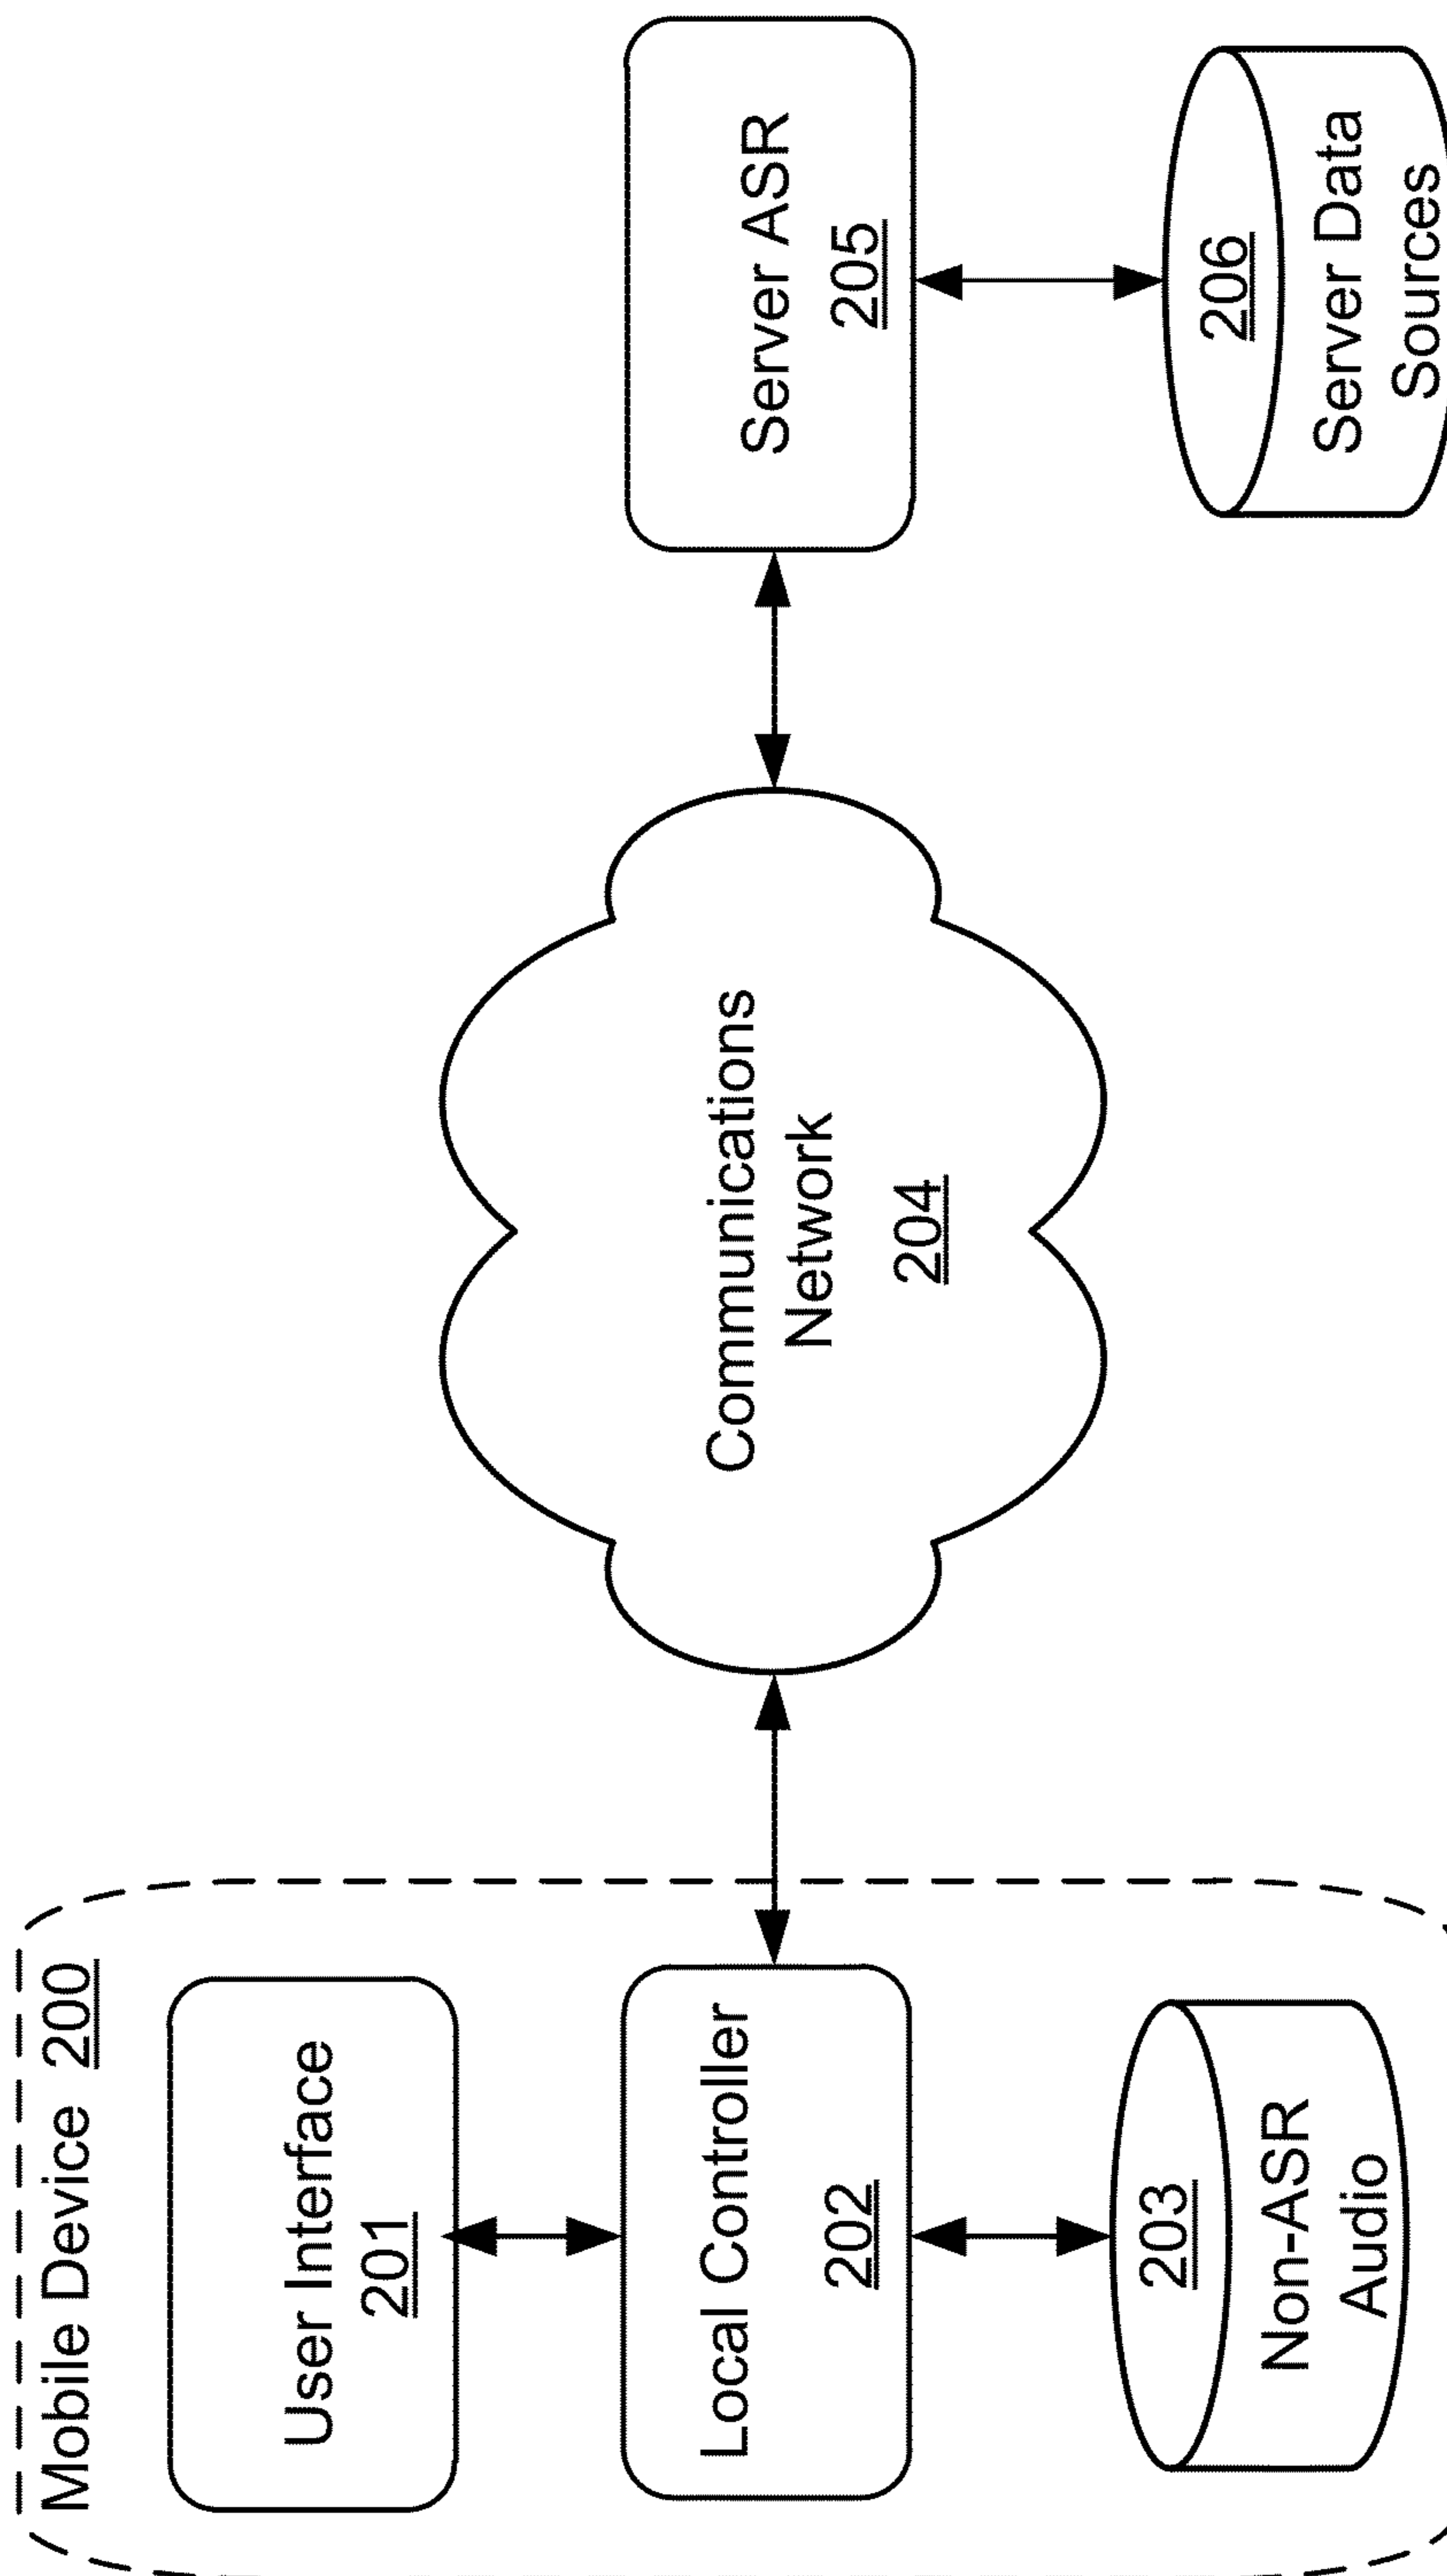 Mobile Device 200
User Interface
201
Local Controller
202
203
Non-ASR
Audio
Communications
Network
204
Server ASR
205
206
Server Data
Sources